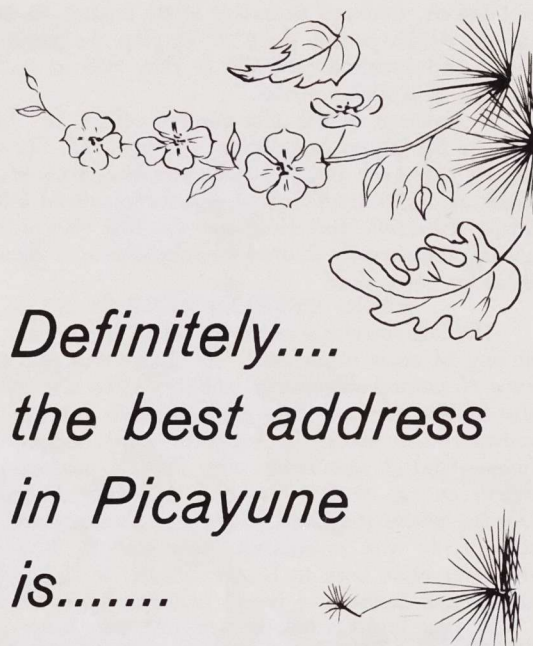 Definitely....
the best address
in Picayune
is.......